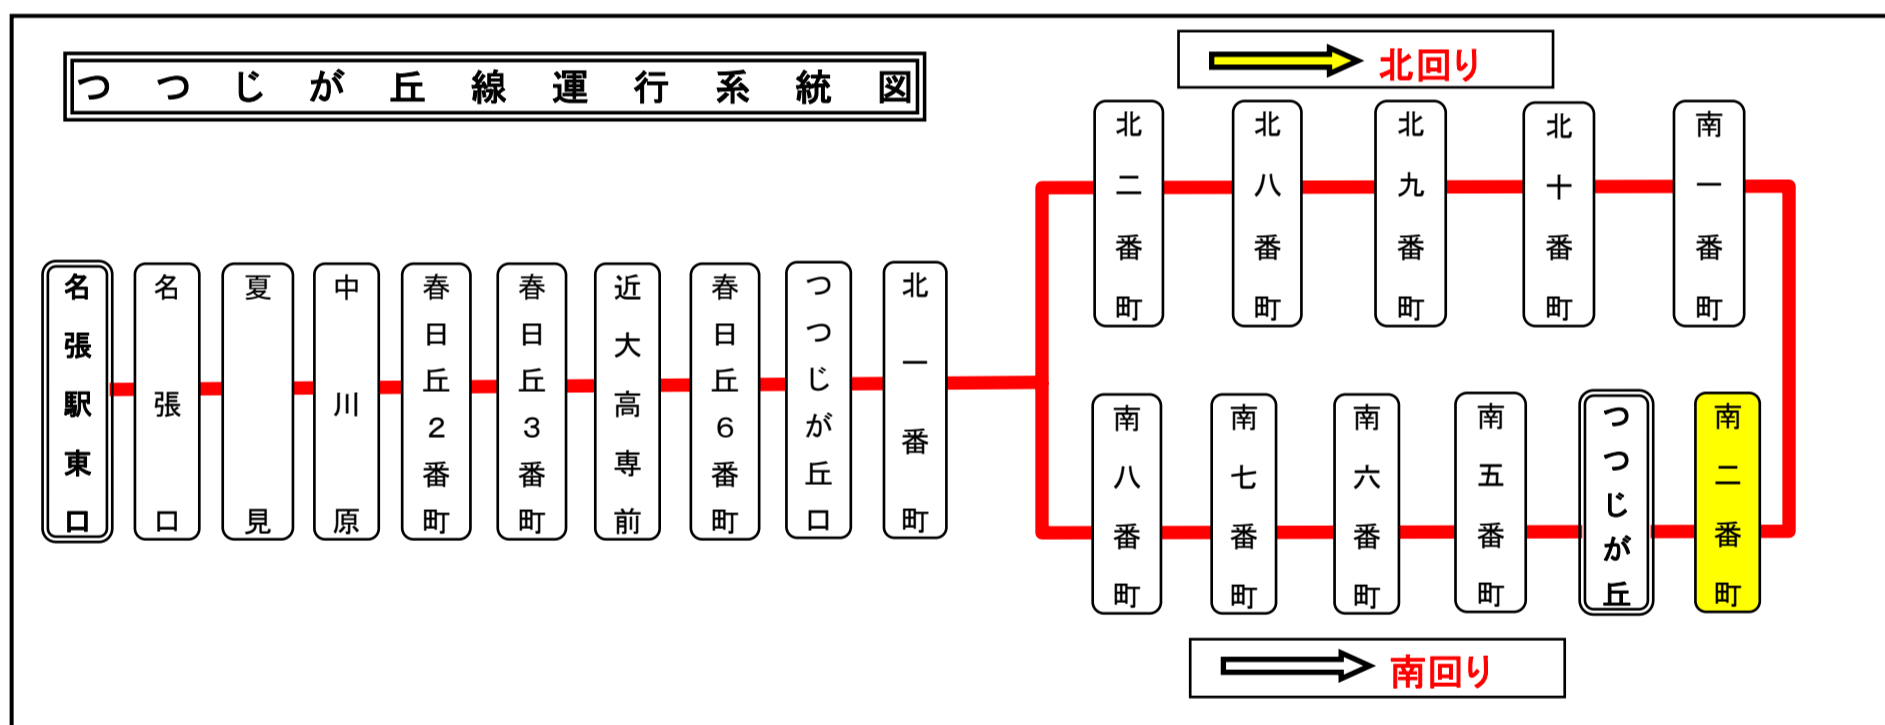 つつじが丘線運行系統図
北回り
北二番町
北八番町
北九番町
北十番町
南一番町
名張駅東口
名張口
夏見
中川原
春日丘2番町
春日丘3番町
近大高専前
春日丘6番町
つつじが丘口
北一番町
南八番町
南七番町
南六番町
南五番町
つつじが丘
南二番町
南回り